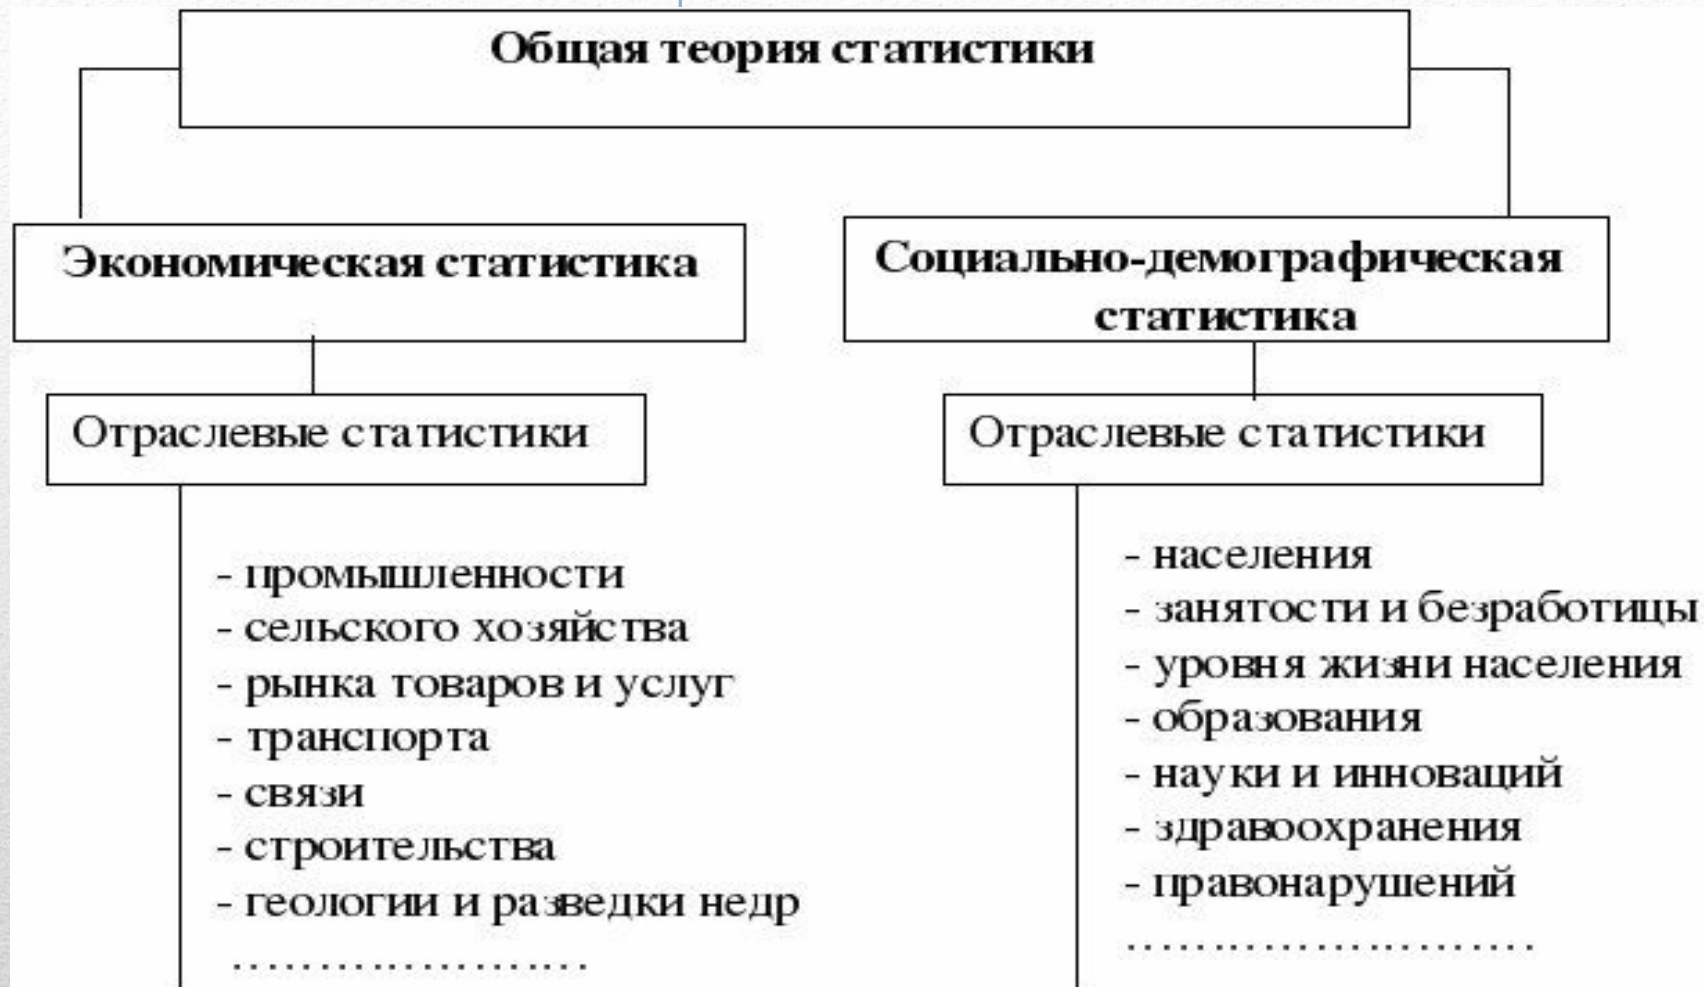 Общая теория статистики
Экономическая статистика
Отраслевые статистики
- промышленности
- сельского хозяйства
- рынка товаров и услуг
- транспорта
- связи
- строительства
- геологии и разведки недр
.....................
Социально-демографическая
статистика
Отраслевые статистики
- населения
- занятости и безработицы
- уровня жизни населения
- образования
- науки и инноваций
- здравоохранения
- правонарушений
........................